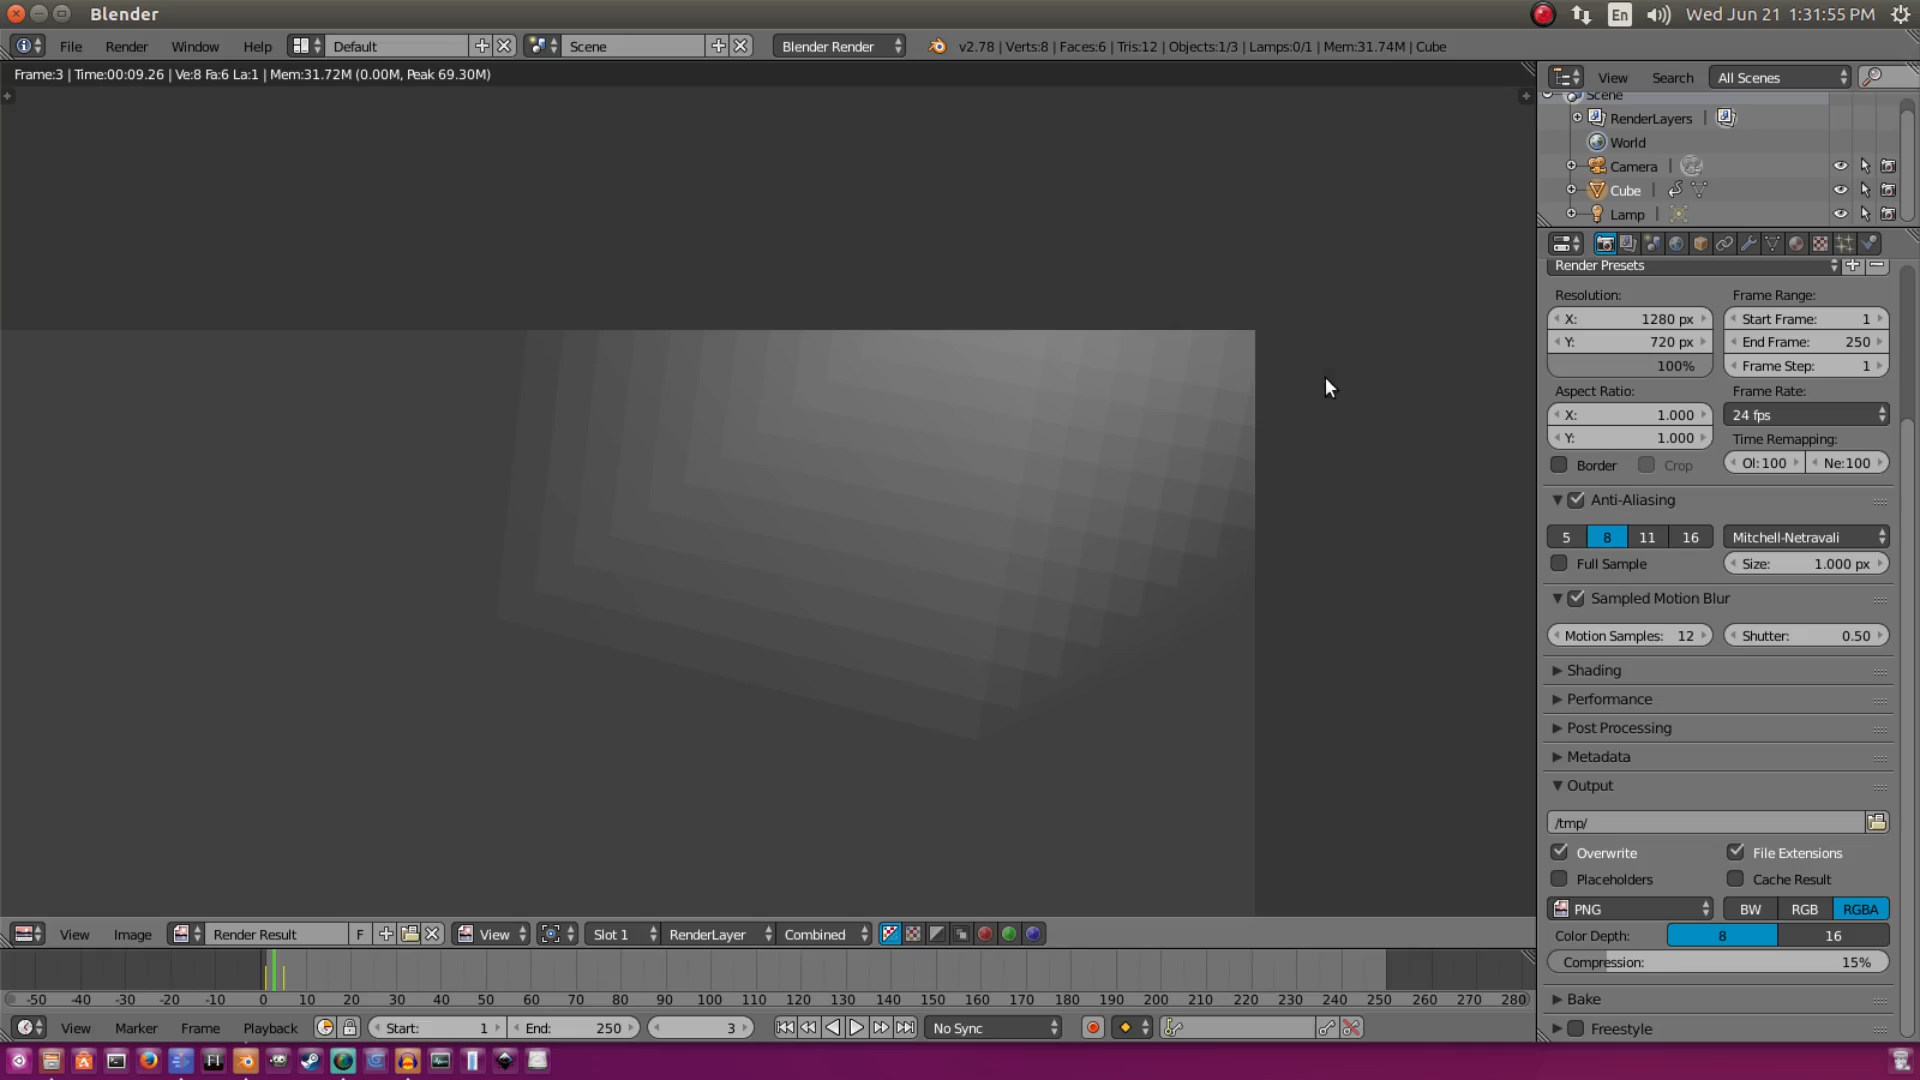 Blender
En
Wed Jun 21 1:31:55 PM
File Render Window Help Default Scene Blender Render v2.78 | Verts:8 | Faces:6 | Tris:12 | Objects:1/3 | Lamps:0/1 | Mem:31.74M | Cube
Frame:3 | Time:00:09.26 | Ve:8 Fa:6 La:1 | Mem:31.72M (0.00M, Peak 69.30M)
View Search All Scenes
Scene
RenderLayers |
World
Camera |
Cube |
Lamp |
Render Presets
Resolution: Frame Range:
X: 1280 px Start Frame: 1
Y: 720 px End Frame: 250
100% Frame Step: 1
Aspect Ratio: Frame Rate:
X: 1.000 24 fps
Y: 1.000 Time Remapping:
Border Crop Ol:100 Ne:100
Anti-Aliasing
5 8 11 16 Mitchell-Netravali
Full Sample Size: 1.000 px
Sampled Motion Blur
Motion Samples: 12 Shutter: 0.50
Shading
Performance
Post Processing
Metadata
Output
/tmp/
Overwrite File Extensions
Placeholders Cache Result
PNG BW RGB RGBA
Color Depth: 8 16
Compression: 15%
Bake
Freestyle
View Image Render Result F View Slot 1 RenderLayer Combined
-50 -40 -30 -20 -10 0 10 20 30 40 50 60 70 80 90 100 110 120 130 140 150 160 170 180 190 200 210 220 230 240 250 260 270 280
View Marker Frame Playback Start: 1 End: 250 3 No Sync